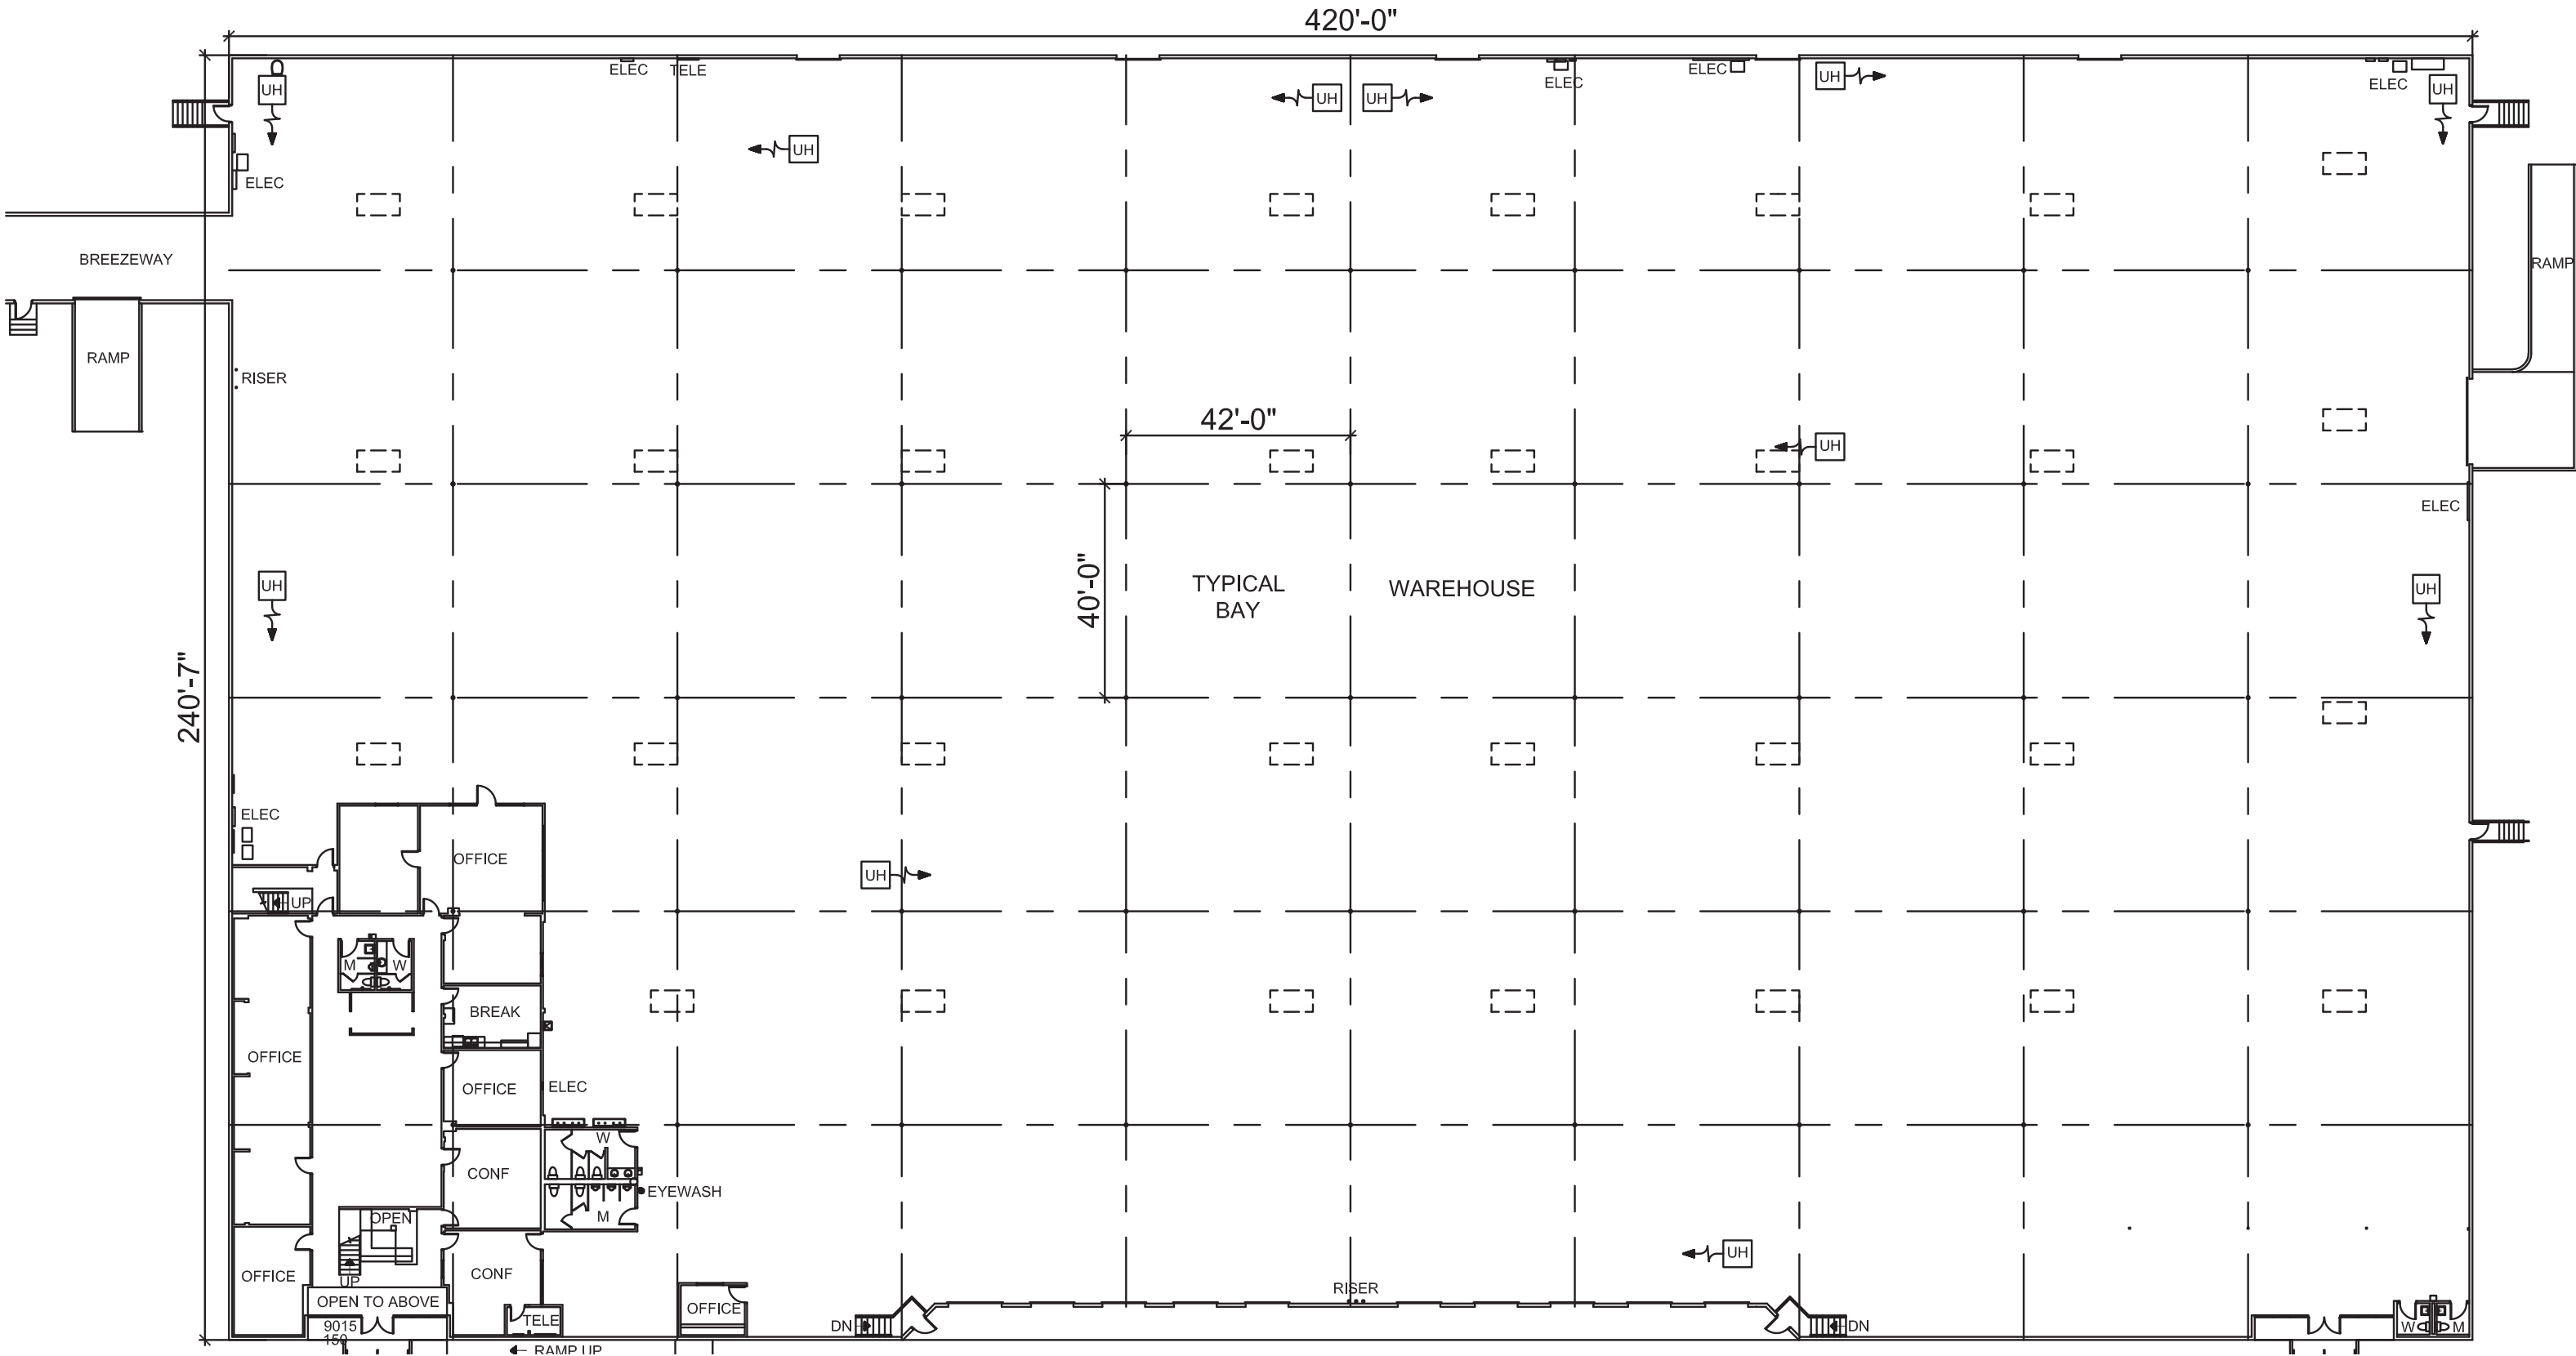 420'-0"
ELEC
TELE
UH
UH
UH
ELEC
ELEC
UH
ELEC
UH
UH
ELEC
BREEZEWAY
RAMP
RAMP
RISER
42'-0"
UH
ELEC
40'-0"
TYPICAL
BAY
WAREHOUSE
UH
UH
240'-7"
ELEC
OFFICE
UH
UP
M
W
BREAK
OFFICE
OFFICE
ELEC
W
CONF
EYEWASH
M
OPEN
UH
OFFICE
CONF
UP
RISER
OPEN TO ABOVE
OFFICE
TELE
DN
DN
W
M
9015
150
RAMP UP